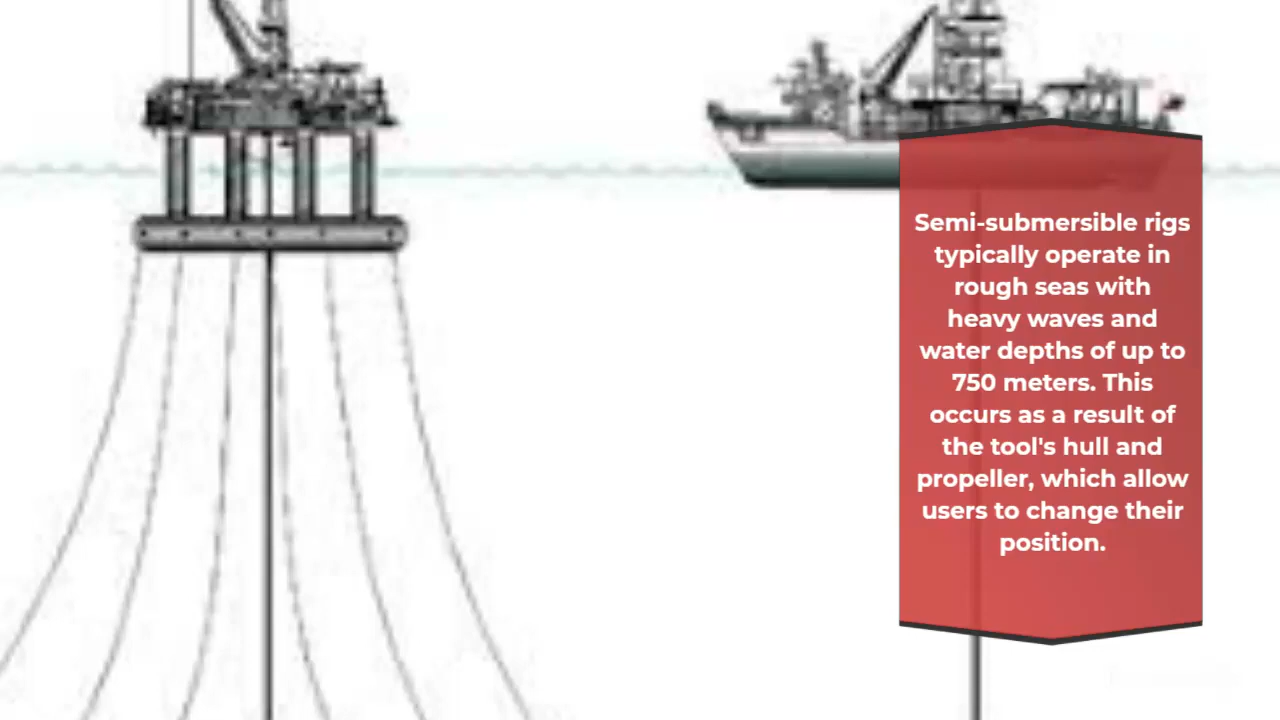 Semi-submersible rigs
typically operate in
rough seas with
heavy waves and
water depths of up to
750 meters. This
occurs as a result of
the tool's hull and
propeller, which allow
users to change their
position.